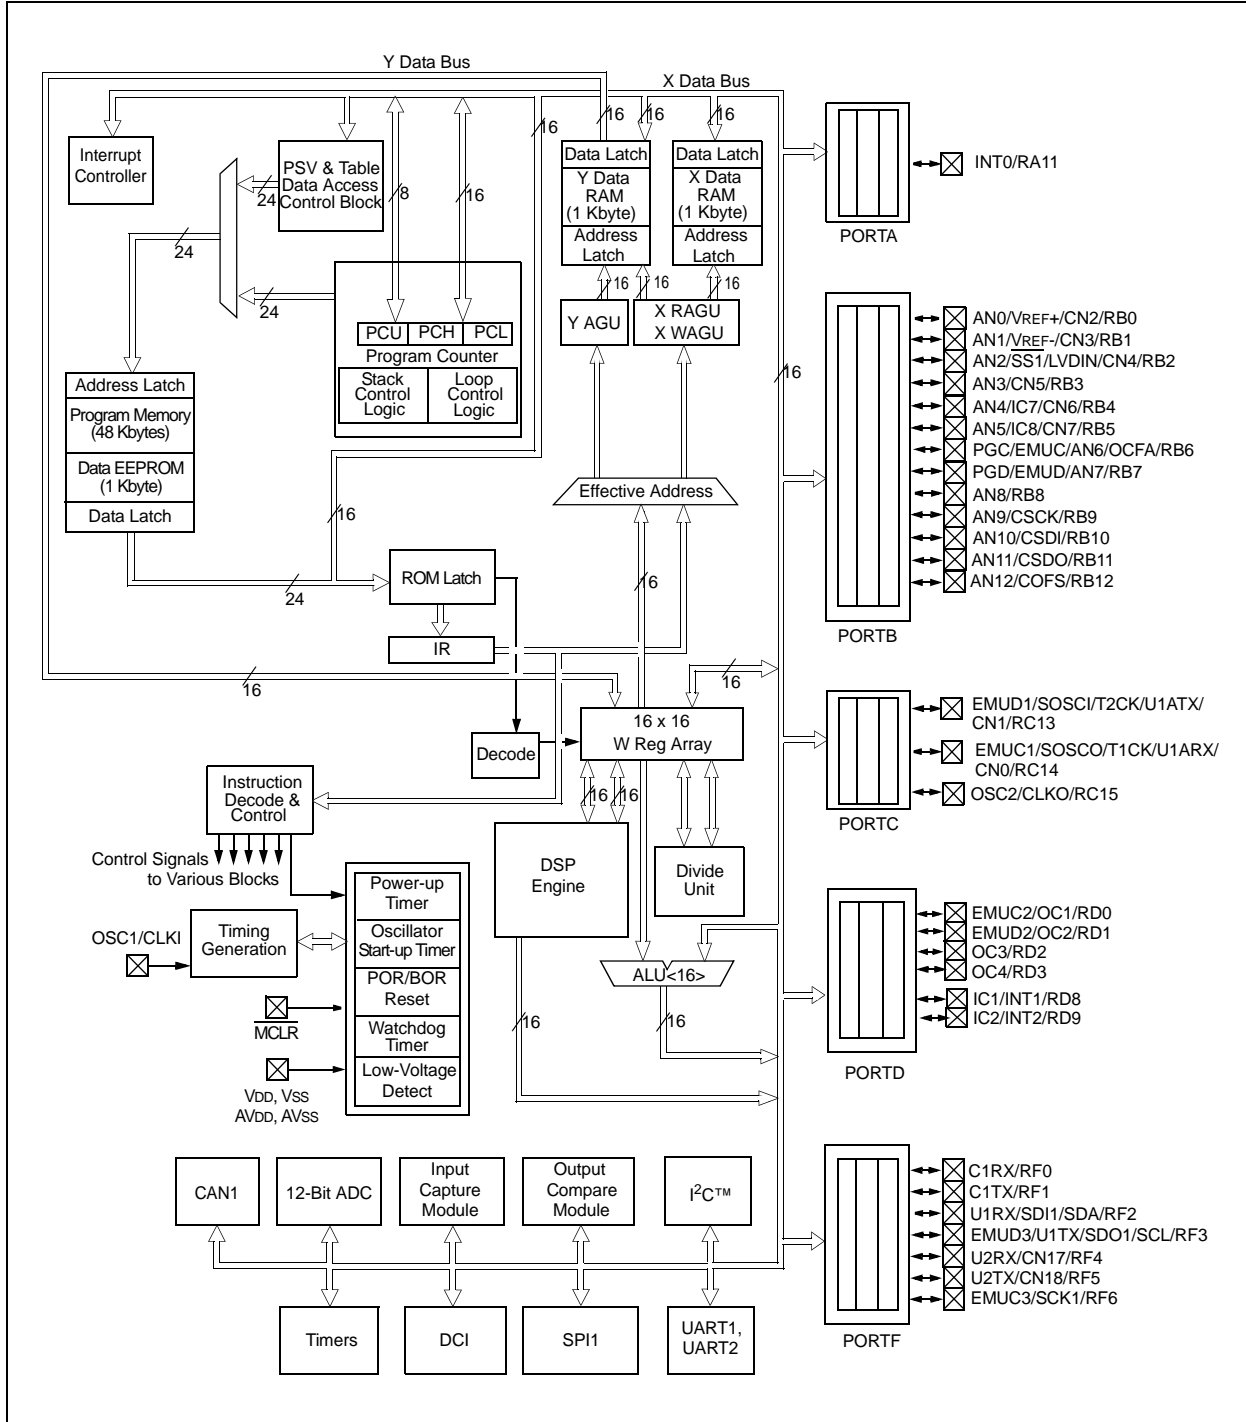 Y Data Bus
X Data Bus
16
16
16
16
Interrupt
Controller
PSV & Table
Data Access
Control Block
24
8
16
24
24
Data Latch
Y Data
RAM
(1 Kbyte)
Address
Latch
Data Latch
X Data
RAM
(1 Kbyte)
Address
Latch
16
16
16
Y AGU
X RAGU
X WAGU
PCU
PCH
PCL
Program Counter
Stack
Control
Logic
Loop
Control
Logic
Address Latch
Program Memory
(48 Kbytes)
Data EEPROM
(1 Kbyte)
Data Latch
16
24
16
Effective Address
16
ROM Latch
IR
16
16
16 x 16
W Reg Array
Decode
Instruction
Decode &
Control
Control Signals
to Various Blocks
16
16
DSP
Engine
Divide
Unit
OSC1/CLKI
Timing
Generation
Power-up
Timer
Oscillator
Start-up Timer
POR/BOR
Reset
Watchdog
Timer
Low-Voltage
Detect
MCLR
VDD, VSS
AVDD, AVSS
ALU<16>
16
16
CAN1
12-Bit ADC
Input
Capture
Module
Output
Compare
Module
I2C™
Timers
DCI
SPI1
UART1,
UART2
INT0/RA11
PORTA
AN0/VREF+/CN2/RB0
AN1/VREF-/CN3/RB1
AN2/SS1/LVDIN/CN4/RB2
AN3/CN5/RB3
AN4/IC7/CN6/RB4
AN5/IC8/CN7/RB5
PGC/EMUC/AN6/OCFA/RB6
PGD/EMUD/AN7/RB7
AN8/RB8
AN9/CSCK/RB9
AN10/CSDI/RB10
AN11/CSDO/RB11
AN12/COFS/RB12
PORTB
EMUD1/SOSCI/T2CK/U1ATX/
CN1/RC13
EMUC1/SOSCO/T1CK/U1ARX/
CN0/RC14
OSC2/CLKO/RC15
PORTC
EMUC2/OC1/RD0
EMUD2/OC2/RD1
OC3/RD2
OC4/RD3
IC1/INT1/RD8
IC2/INT2/RD9
PORTD
C1RX/RF0
C1TX/RF1
U1RX/SDI1/SDA/RF2
EMUD3/U1TX/SDO1/SCL/RF3
U2RX/CN17/RF4
U2TX/CN18/RF5
EMUC3/SCK1/RF6
PORTF